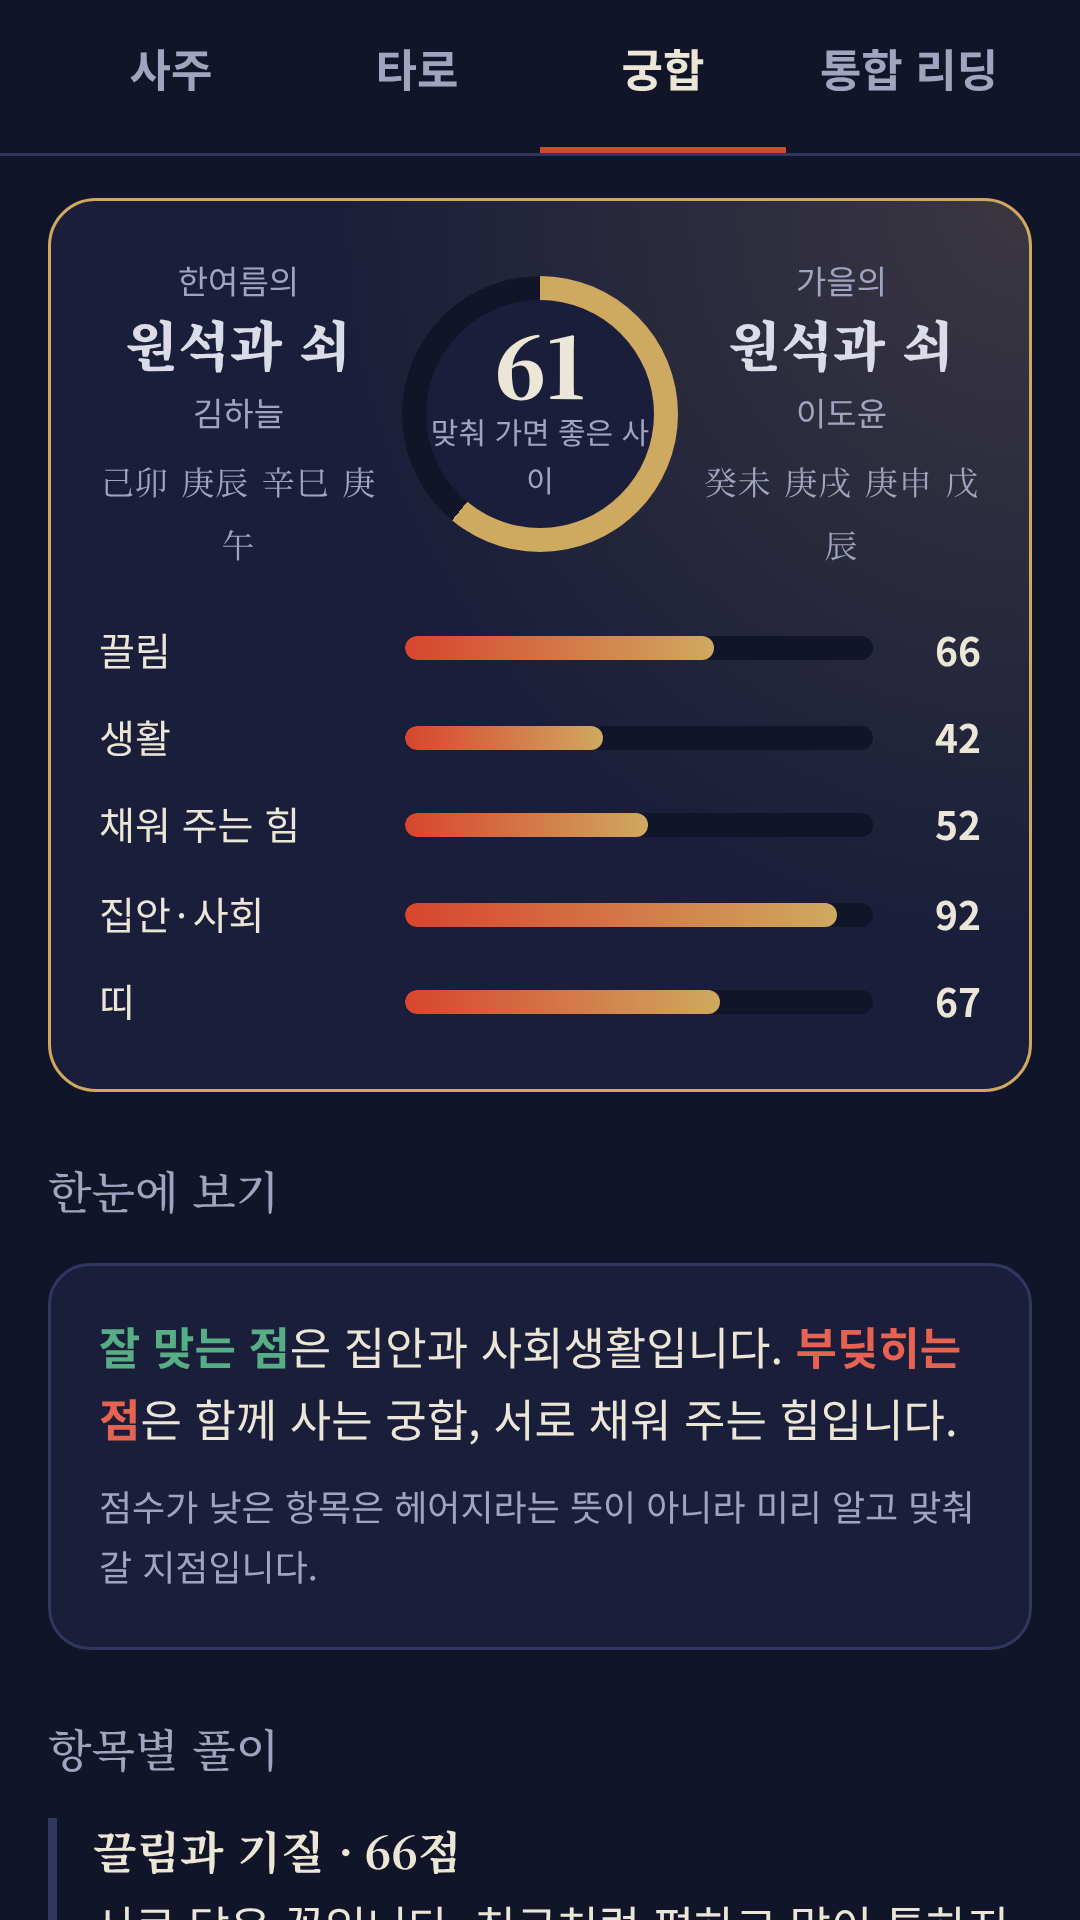 사주 타로 궁합 통합 리딩
한여름의
원석과 쇠
김하늘
己卯 庚辰 辛巳 庚
午
61
맞춰 가면 좋은 사
이
가을의
원석과 쇠
이도윤
癸未 庚戌 庚申 戊
辰
끌림 66
생활 42
채워 주는 힘 52
집안·사회 92
띠 67
한눈에 보기
잘 맞는 점은 집안과 사회생활입니다. 부딪히는
점은 함께 사는 궁합, 서로 채워 주는 힘입니다.
점수가 낮은 항목은 헤어지라는 뜻이 아니라 미리 알고 맞춰
갈 지점입니다.
항목별 풀이
끌림과 기질 · 66점